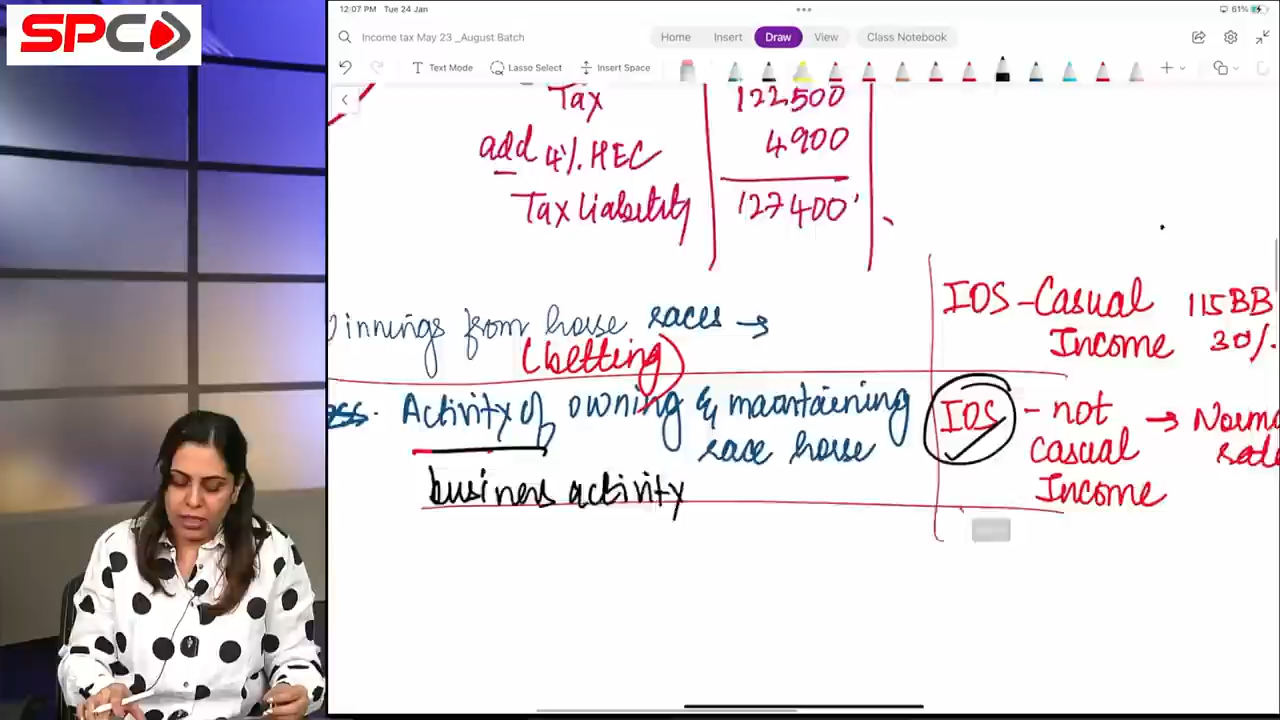 SPC
12:07 PM Tue 24 Jan
61%
Income tax May 23 _August Batch
Home Insert Draw View Class Notebook
Text Mode Lasso Select Insert Space
Tax 122500
add 4% HEC 4900
Tax liability 127400
innings from horse races →
(betting)
IOS - Casual Income 115BB 30%.
Activity of owning & maintaining
race horse
business activity
IOS - not Casual Income → Norma